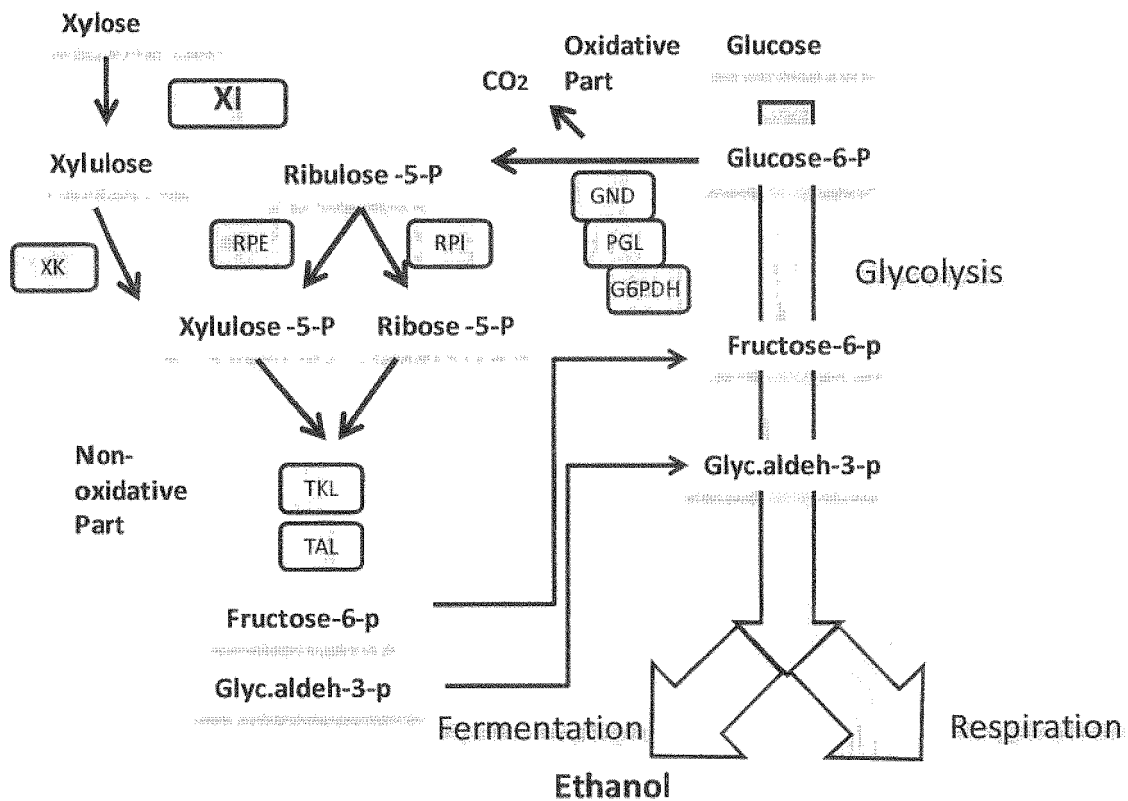 Xylose
XI
Xylulose
XK
CO2
Oxidative
Part
Glucose
Glucose-6-P
Ribulose -5-P
GND
PGL
G6PDH
RPE
RPI
Glycolysis
Xylulose -5-P
Ribose -5-P
Fructose-6-p
Glyc.aldeh-3-p
Non-
oxidative
Part
TKL
TAL
Fructose-6-p
Glyc.aldeh-3-p
Fermentation
Respiration
Ethanol